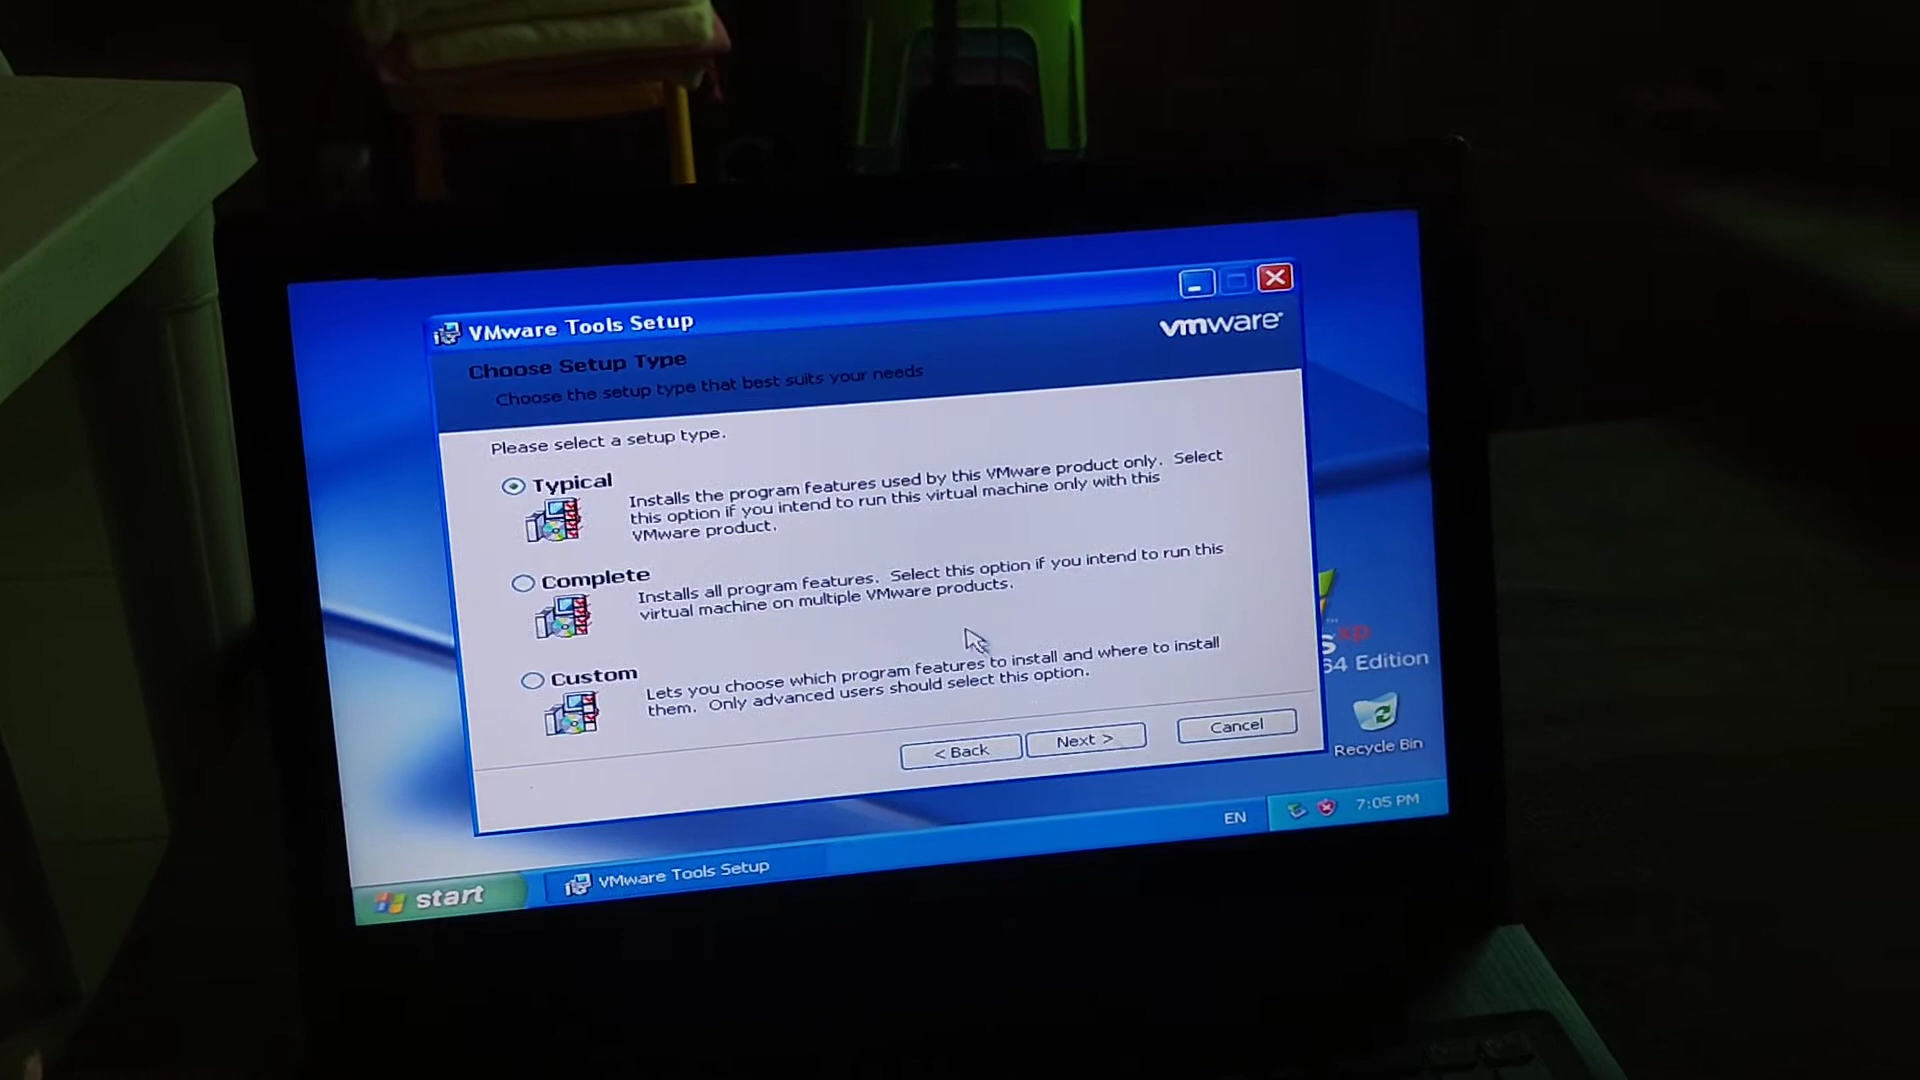 VMware Tools Setup
vmware
Choose Setup Type
Choose the setup type that best suits your needs
Please select a setup type.
Typical
Installs the program features used by this VMware product only. Select
this option if you intend to run this virtual machine only with this
VMware product.
Complete
Installs all program features. Select this option if you intend to run this
virtual machine on multiple VMware products.
Custom
Lets you choose which program features to install and where to install
them. Only advanced users should select this option.
< Back
Next >
Cancel
s xp
64 Edition
Recycle Bin
start
VMware Tools Setup
EN
7:05 PM